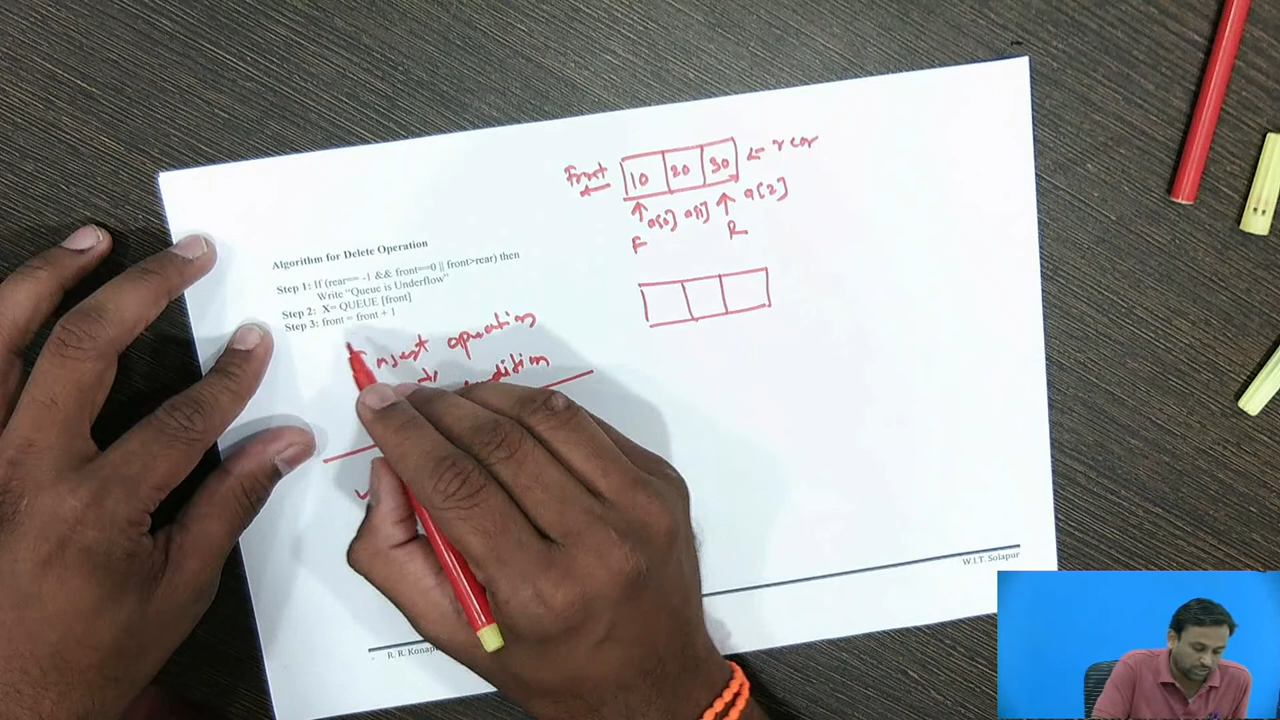 Algorithm for Delete Operation
Step 1: If (rear== -1 && front==0 || front>rear) then
Write "Queue is Underflow"
Step 2: X= QUEUE [front]
Step 3: front = front + 1
Insert operation
condition
Front 10 20 30 ← rear
a[0] a[1] a[2]
F R
R. R. Konap
W.I.T. Solapur